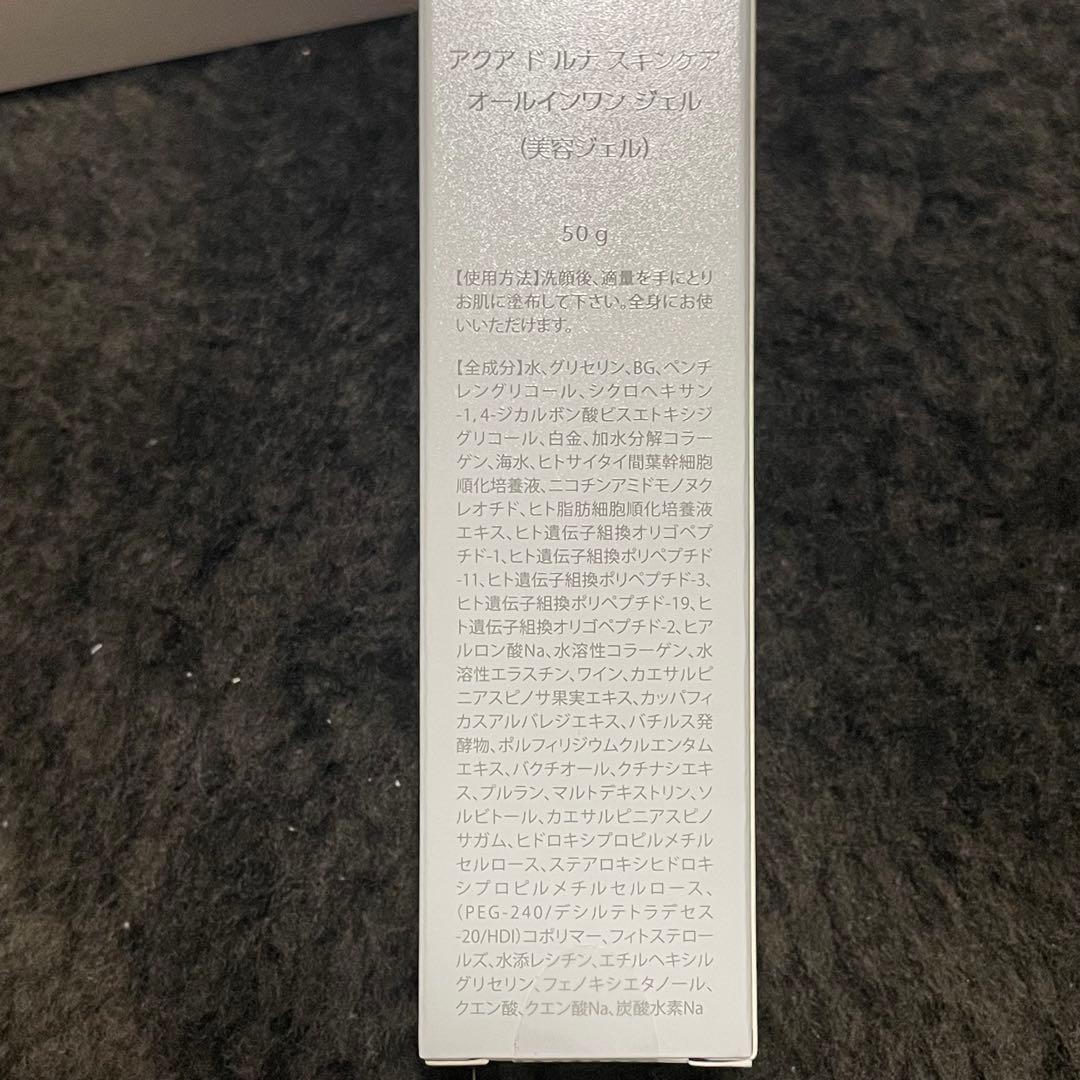 アクア ド ルナ スキンケア
オールインワン ジェル
(美容ジェル)
50 g
【使用方法】洗顔後、適量を手にとり
お肌に塗布して下さい。全身にお使
いいただけます。
【全成分】水、グリセリン、BG、ペンチ
レングリコール、シクロヘキサン
-1,4-ジカルボン酸ビスエトキシジ
グリコール、白金、加水分解コラー
ゲン、海水、ヒトサイタイ間葉幹細胞
順化培養液、ニコチンアミドモノヌク
レオチド、ヒト脂肪細胞順化培養液
エキス、ヒト遺伝子組換オリゴペプ
チド-1、ヒト遺伝子組換ポリペプチド
-11、ヒト遺伝子組換ポリペプチド-3、
ヒト遺伝子組換ポリペプチド-19、ヒ
ト遺伝子組換オリゴペプチド-2、ヒア
ルロン酸Na、水溶性コラーゲン、水
溶性エラスチン、ワイン、カエサルピ
ニアスピノサ果実エキス、カッパフィ
カスアルバレジエキス、バチルス発
酵物、ポルフィリジウムクルエンタム
エキス、バクチオール、クチナシエキ
ス、プルラン、マルトデキストリン、ソ
ルビトール、カエサルピニアスピノ
サガム、ヒドロキシプロピルメチル
セルロース、ステアロキシヒドロキ
シプロピルメチルセルロース、
(PEG-240/デシルテトラデセス
-20/HDI)コポリマー、フィトステロー
ルズ、水添レシチン、エチルヘキシル
グリセリン、フェノキシエタノール、
クエン酸、クエン酸Na、炭酸水素Na